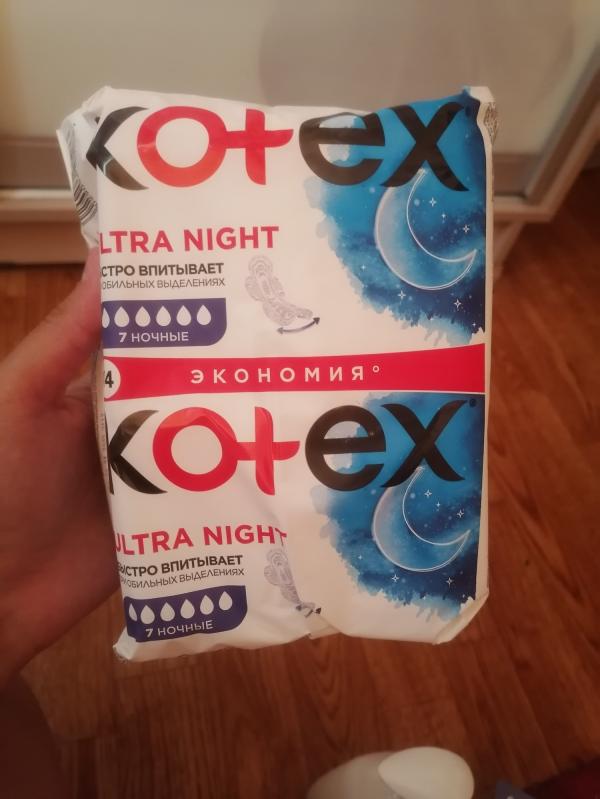 kotex
LTRA NIGHT
СТРО ВПИТЫВАЕТ
ОБИЛЬНЫХ ВЫДЕЛЕНИЯХ
7 НОЧНЫЕ
4 ЭКОНОМИЯ°
kotex®
ULTRA NIGHT
БЫСТРО ВПИТЫВАЕТ
ОБИЛЬНЫХ ВЫДЕЛЕНИЯХ
7 НОЧНЫЕ